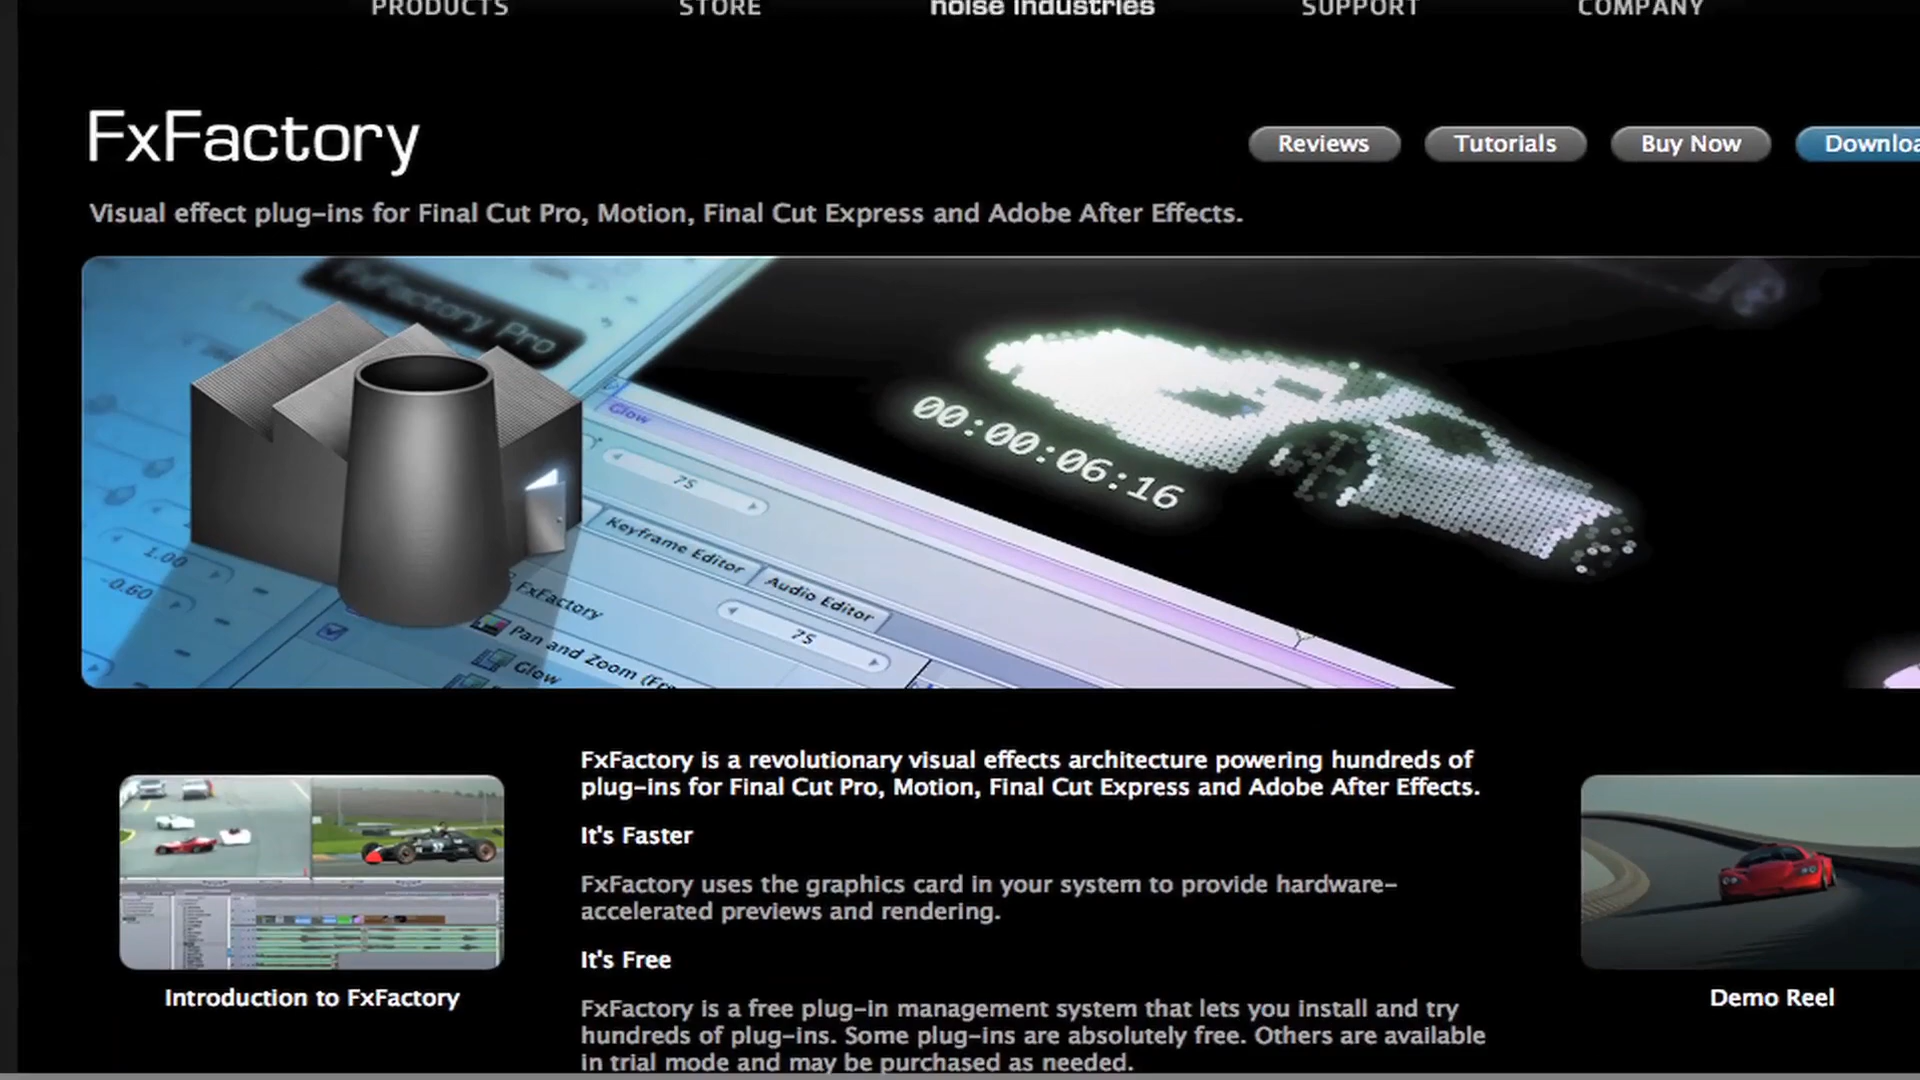 PRODUCTS STORE noise industries SUPPORT COMPANY
FxFactory
Reviews Tutorials Buy Now Downloa
Visual effect plug-ins for Final Cut Pro, Motion, Final Cut Express and Adobe After Effects.
FxFactory Pro
Glow
00:00:06:16
75
Keyframe Editor
Audio Editor
1.00
-0.60
FxFactory
75
Pan and Zoom (Fra
Glow
FxFactory is a revolutionary visual effects architecture powering hundreds of
plug-ins for Final Cut Pro, Motion, Final Cut Express and Adobe After Effects.
It's Faster
FxFactory uses the graphics card in your system to provide hardware-
accelerated previews and rendering.
It's Free
FxFactory is a free plug-in management system that lets you install and try
hundreds of plug-ins. Some plug-ins are absolutely free. Others are available
in trial mode and may be purchased as needed.
Introduction to FxFactory
Demo Reel